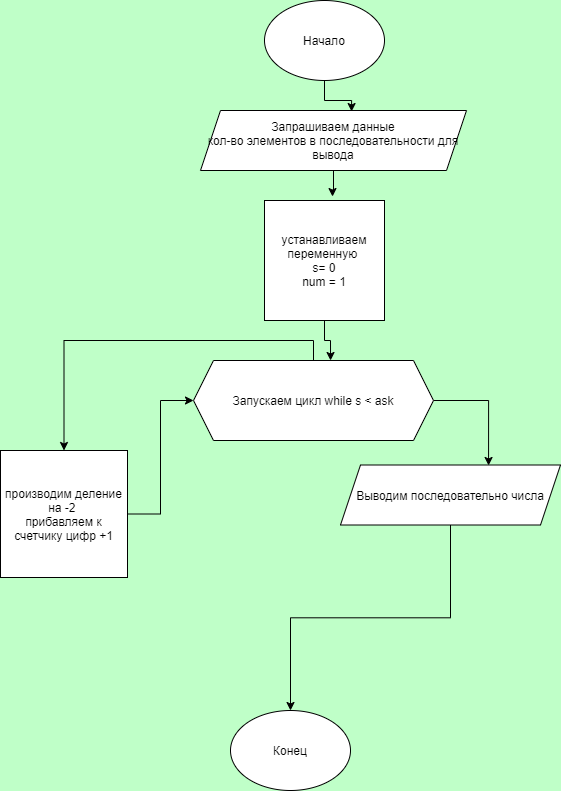 Начало
Запрашиваем данные
кол-во элементов в последовательности для
вывода
устанавливаем
переменную
s= 0
num = 1
Запускаем цикл while s < ask
производим деление
на -2
прибавляем к
счетчику цифр +1
Выводим последовательно числа
Конец